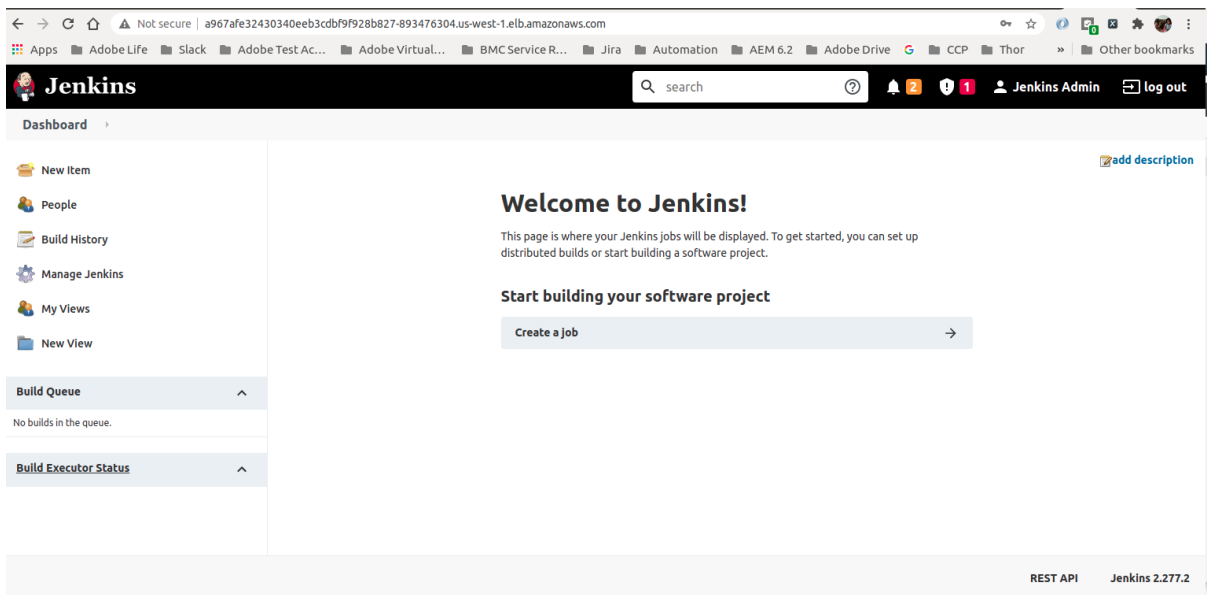 Not secure | a967afe32430340eeb3cdbf9f928b827-893476304.us-west-1.elb.amazonaws.com
Apps Adobe Life Slack Adobe Test Ac... Adobe Virtual... BMC Service R... Jira Automation AEM 6.2 Adobe Drive G CCP Thor » Other bookmarks
Jenkins search 2 1 Jenkins Admin log out
Dashboard
add description
New Item
People
Build History
Manage Jenkins
My Views
New View
Build Queue
No builds in the queue.
Build Executor Status
Welcome to Jenkins!
This page is where your Jenkins jobs will be displayed. To get started, you can set up
distributed builds or start building a software project.
Start building your software project
Create a job
REST API Jenkins 2.277.2